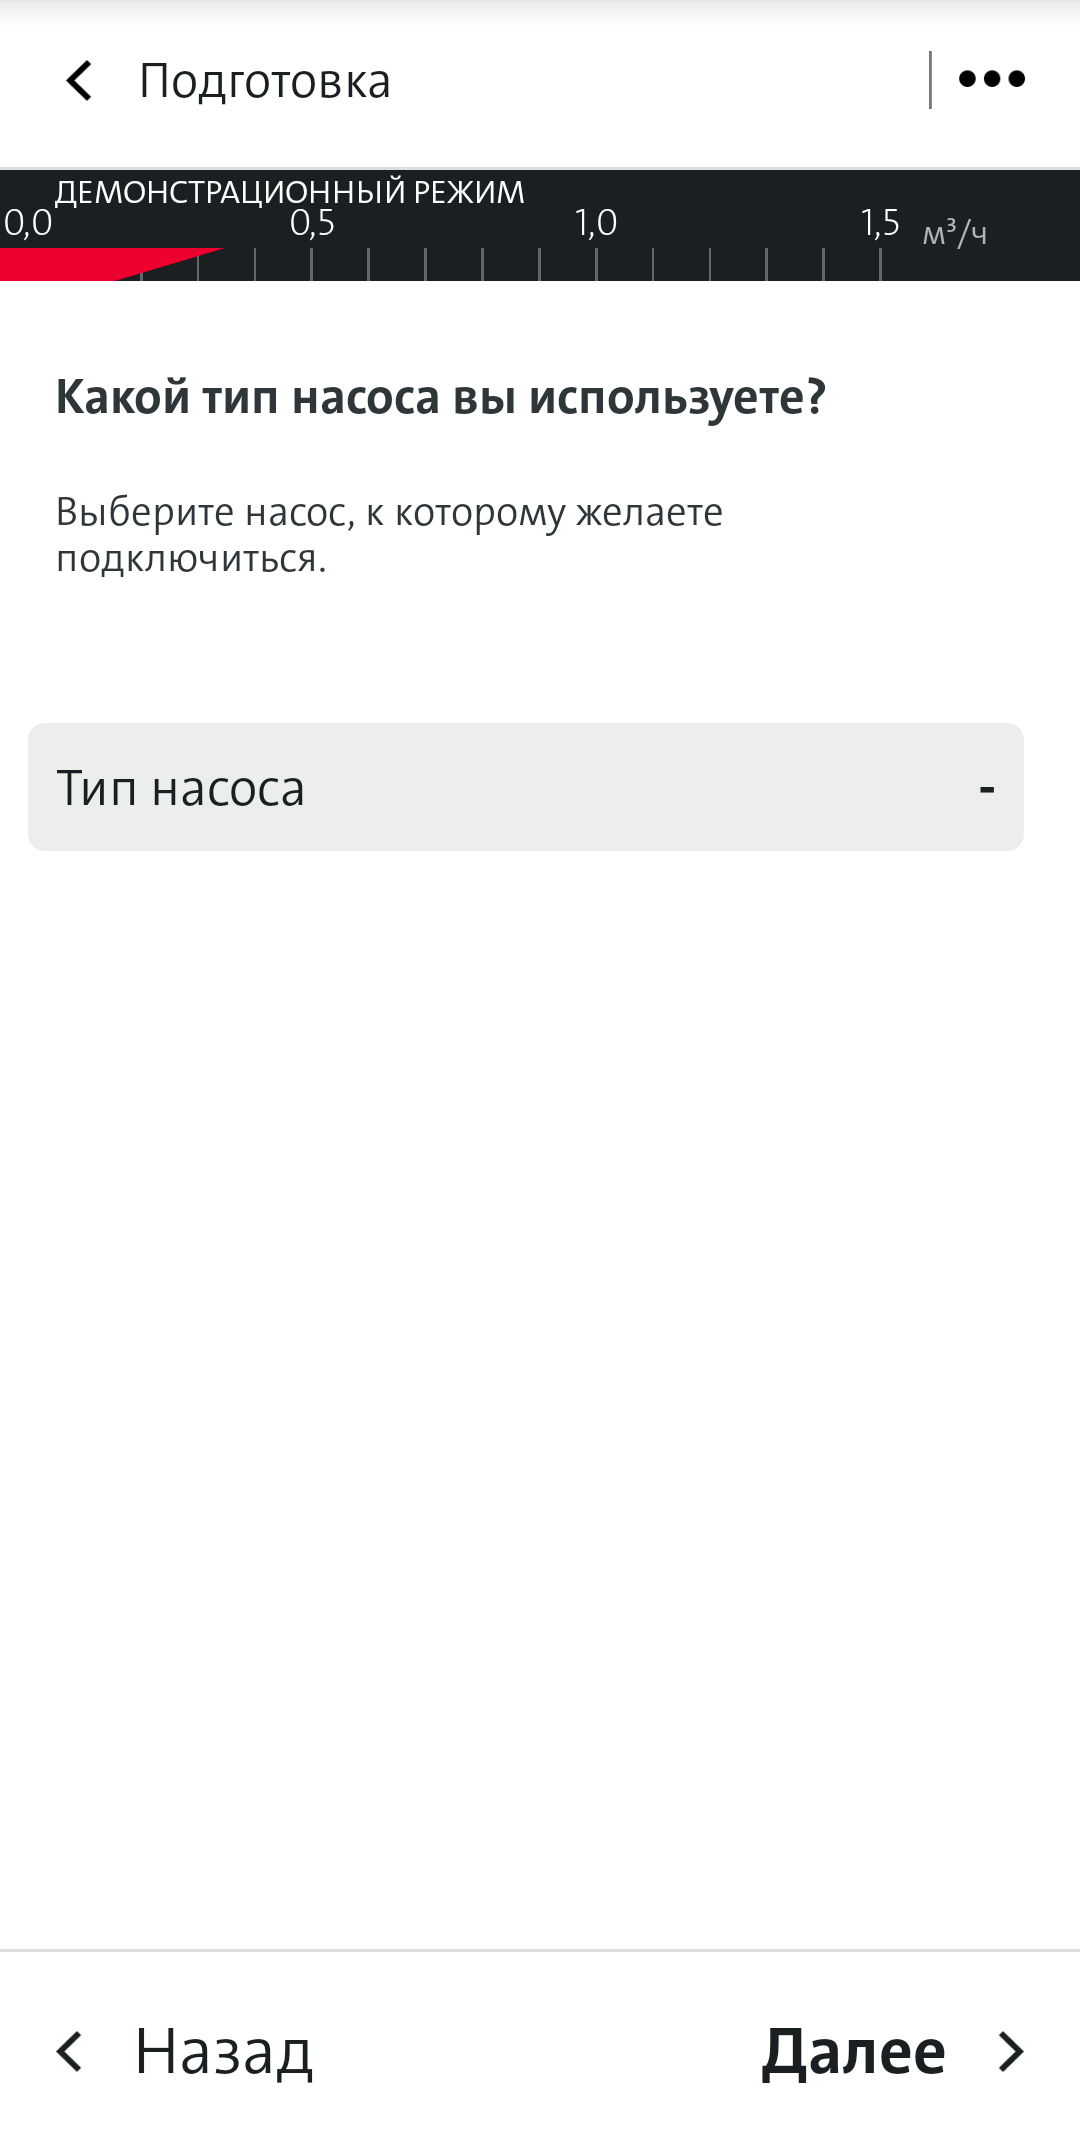 Подготовка
ДЕМОНСТРАЦИОННЫЙ РЕЖИМ
0,0 0,5 1,0 1,5 м³/ч
Какой тип насоса вы используете?
Выберите насос, к которому желаете
подключиться.
Тип насоса -
Назад Далее